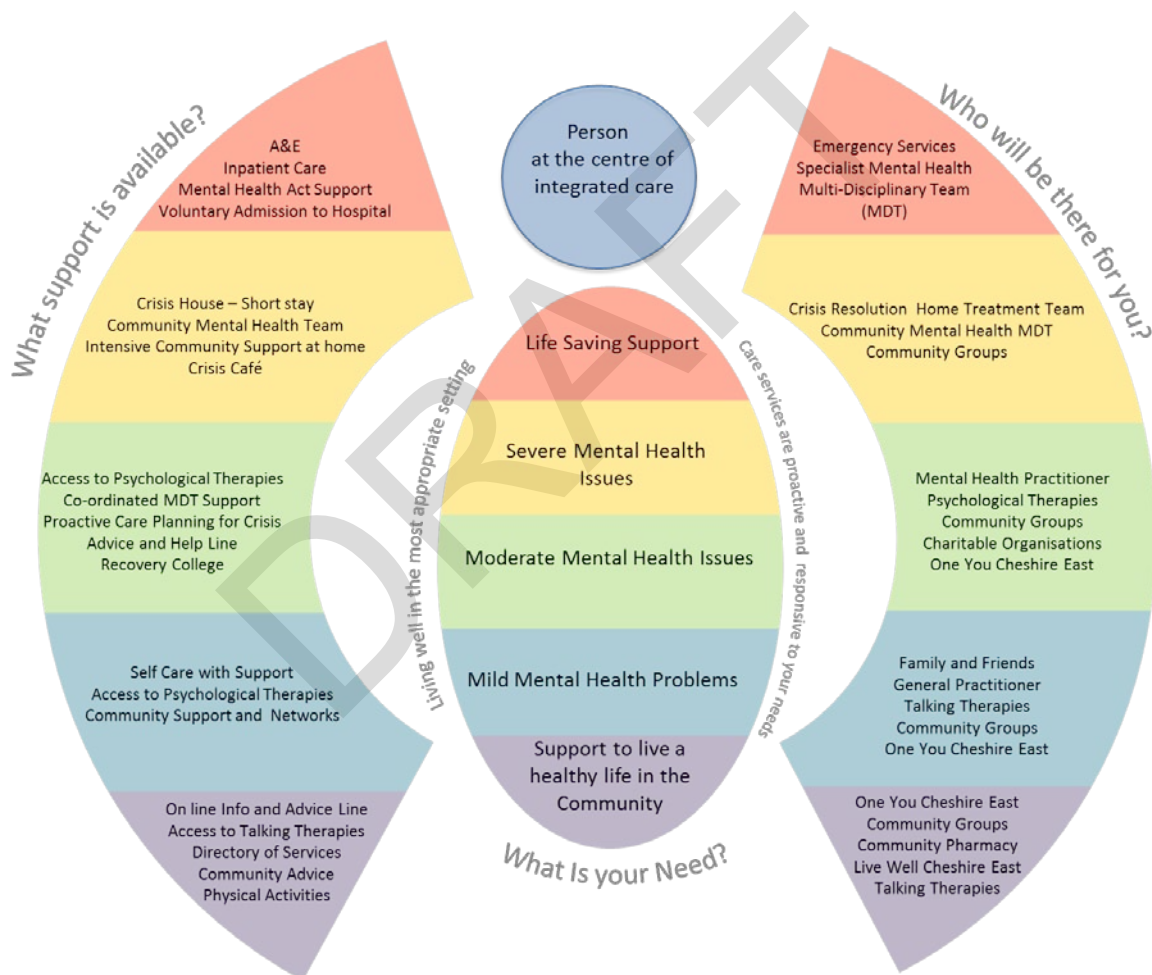 What support is available?
A&E
Inpatient Care
Mental Health Act Support
Voluntary Admission to Hospital
Crisis House – Short stay
Community Mental Health Team
Intensive Community Support at home
Crisis Café
Access to Psychological Therapies
Co-ordinated MDT Support
Proactive Care Planning for Crisis
Advice and Help Line
Recovery College
Self Care with Support
Access to Psychological Therapies
Community Support and Networks
On line Info and Advice Line
Access to Talking Therapies
Directory of Services
Community Advice
Physical Activities
Person
at the centre of
integrated care
Living well in the most appropriate setting
Life Saving Support
Severe Mental Health
Issues
Moderate Mental Health Issues
Mild Mental Health Problems
Support to live a
healthy life in the
Community
What Is your Need?
Care services are proactive and responsive to your needs
Who will be there for you?
Emergency Services
Specialist Mental Health
Multi-Disciplinary Team
(MDT)
Crisis Resolution Home Treatment Team
Community Mental Health MDT
Community Groups
Mental Health Practitioner
Psychological Therapies
Community Groups
Charitable Organisations
One You Cheshire East
Family and Friends
General Practitioner
Talking Therapies
Community Groups
One You Cheshire East
One You Cheshire East
Community Groups
Community Pharmacy
Live Well Cheshire East
Talking Therapies
DRAFT